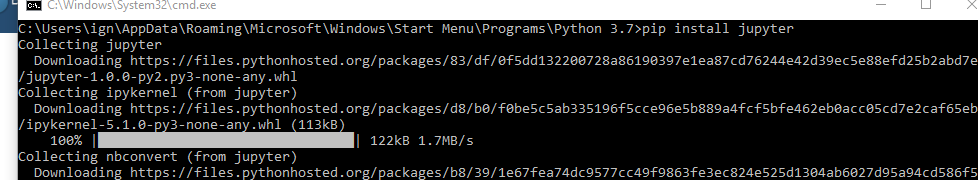 C:\Windows\System32\cmd.exe
C:\Users\ign\AppData\Roaming\Microsoft\Windows\Start Menu\Programs\Python 3.7>pip install jupyter
Collecting jupyter
Downloading https://files.pythonhosted.org/packages/83/df/0f5dd132200728a86190397e1ea87cd76244e42d39ec5e88efd25b2abd7e
/jupyter-1.0.0-py2.py3-none-any.whl
Collecting ipykernel (from jupyter)
Downloading https://files.pythonhosted.org/packages/d8/b0/f0be5c5ab335196f5cce96e5b889a4fcf5bfe462eb0acc05cd7e2caf65eb
/ipykernel-5.1.0-py3-none-any.whl (113kB)
100% |████████████████████████████████| 122kB 1.7MB/s
Collecting nbconvert (from jupyter)
Downloading https://files.pythonhosted.org/packages/b8/39/1e67fea74dc9577cc49f9863fe3ec824e525d1304ab6027d95a94cd586f5